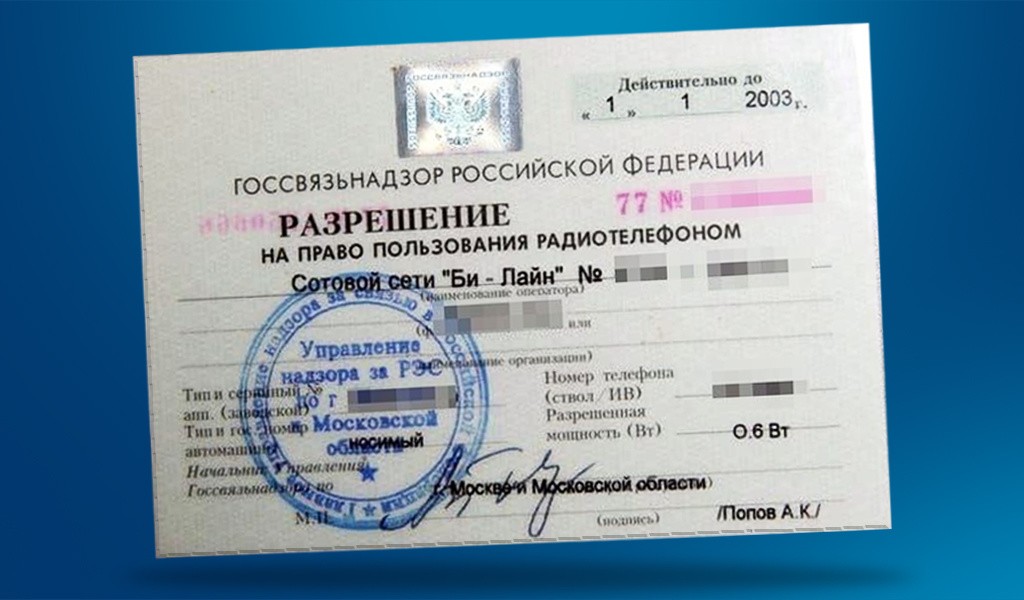 ГОССВЯЗЬНАДЗОР
Действительно до
« 1 » 1 2003 г.
ГОССВЯЗЬНАДЗОР РОССИЙСКОЙ ФЕДЕРАЦИИ
77 №
РАЗРЕШЕНИЕ
НА ПРАВО ПОЛЬЗОВАНИЯ РАДИОТЕЛЕФОНОМ
Сотовой сети "Би - Лайн" №
(наименование оператора)
или
организации)
Управление
надзора за РЭС
по г
Московской
области
Тип и серийный №
апп. (заводской)
Тип и гос. номер
автомашины
носимый
Номер телефона
(ствол / ИВ)
Разрешенная
мощность (Вт)
О.6 Вт
Начальник Управления
Госсвязьнадзора по
г. Москве и Московской области
М.П.
(подпись)
/Попов А.К./